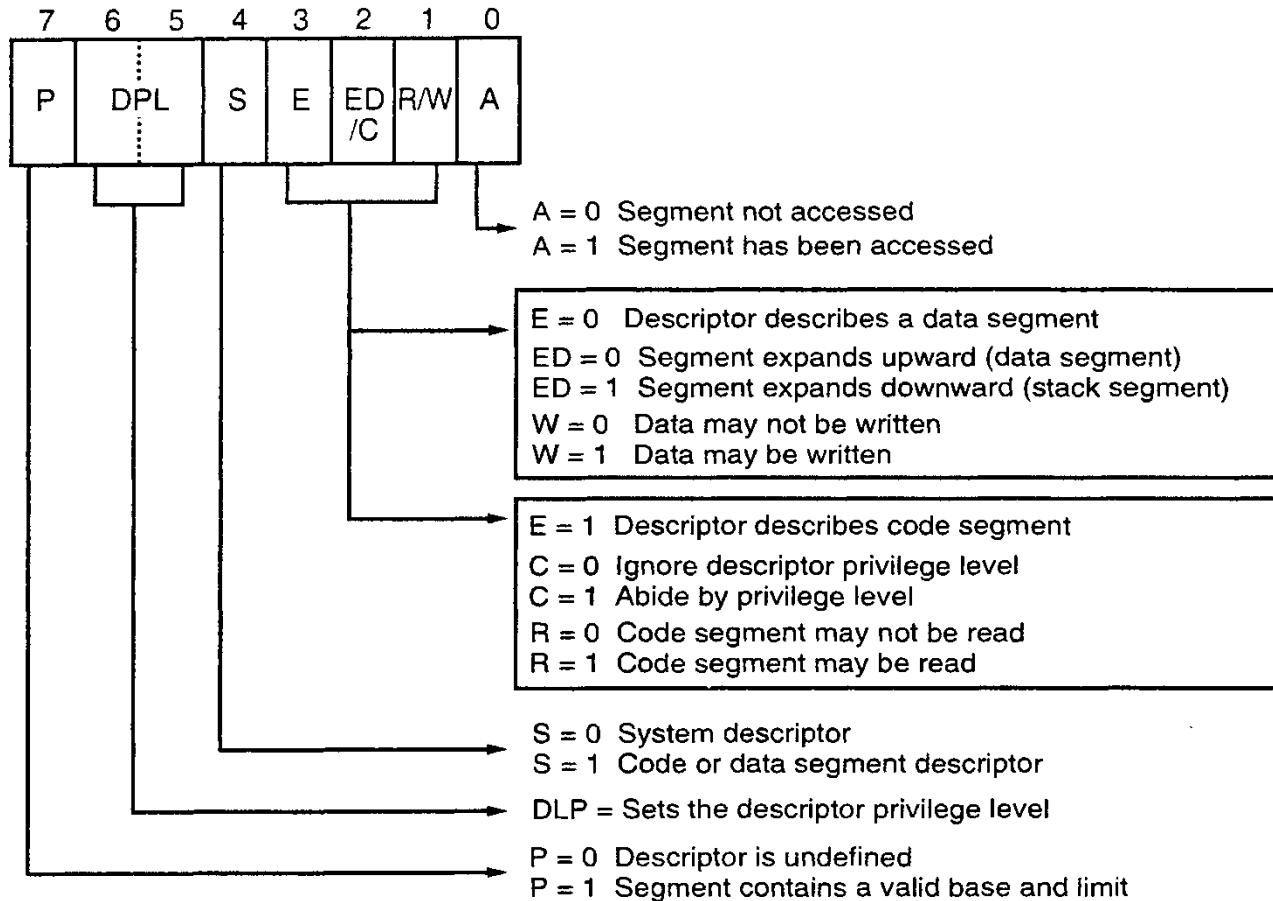 7 6 5 4 3 2 1 0
P DPL S E ED R/W A
/C
A = 0 Segment not accessed
A = 1 Segment has been accessed
E = 0 Descriptor describes a data segment
ED = 0 Segment expands upward (data segment)
ED = 1 Segment expands downward (stack segment)
W = 0 Data may not be written
W = 1 Data may be written
E = 1 Descriptor describes code segment
C = 0 Ignore descriptor privilege level
C = 1 Abide by privilege level
R = 0 Code segment may not be read
R = 1 Code segment may be read
S = 0 System descriptor
S = 1 Code or data segment descriptor
DLP = Sets the descriptor privilege level
P = 0 Descriptor is undefined
P = 1 Segment contains a valid base and limit